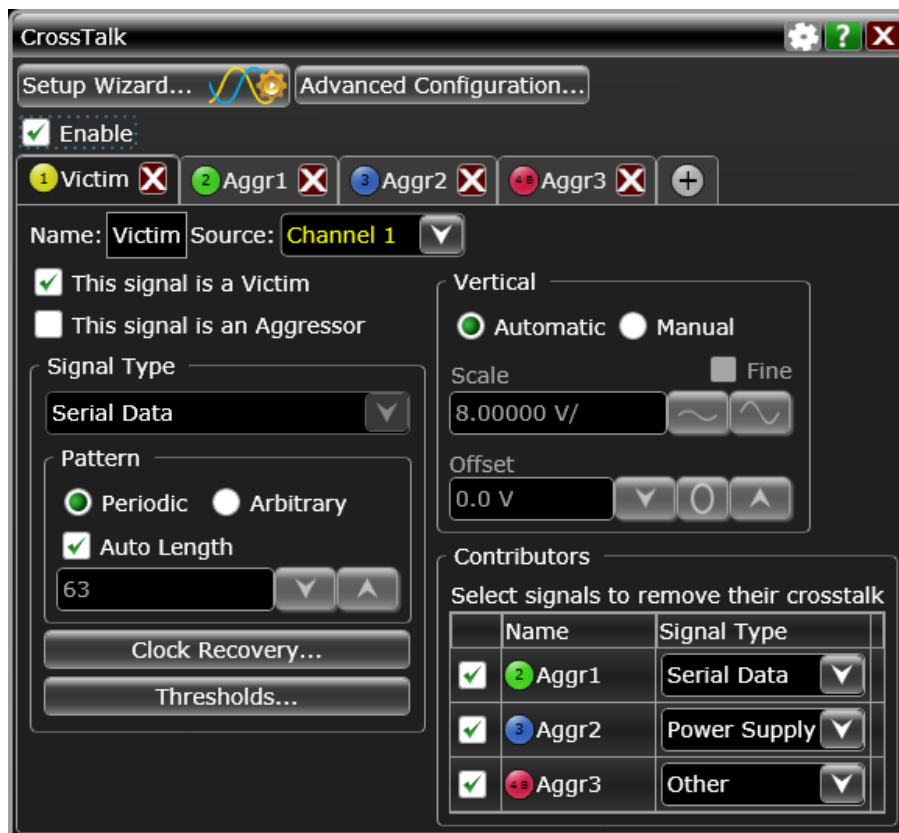 CrossTalk ?
Setup Wizard... Advanced Configuration...
Enable
1 Victim 2 Aggr1 3 Aggr2 4 B Aggr3
Name: Victim Source: Channel 1
This signal is a Victim
This signal is an Aggressor
Signal Type
Serial Data
Pattern
Periodic Arbitrary
Auto Length
63
Clock Recovery...
Thresholds...
Vertical
Automatic Manual
Scale Fine
8.00000 V/
Offset
0.0 V
Contributors
Select signals to remove their crosstalk
Name Signal Type
2 Aggr1 Serial Data
3 Aggr2 Power Supply
4 B Aggr3 Other